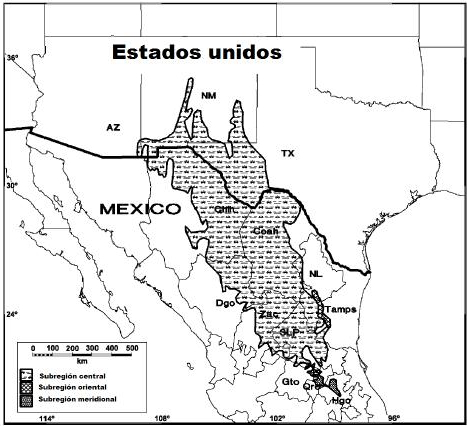 Estados unidos
36°
NM
AZ
TX
30°
MEXICO
Chih
Coah
NL
Dgo
Tamps
24°
Zac
SLP
0 100 200 300 400 500
km
Subregión central
Subregión oriental
Subregión meridional
Gto
Qro
Hgo
114°
108°
102°
96°